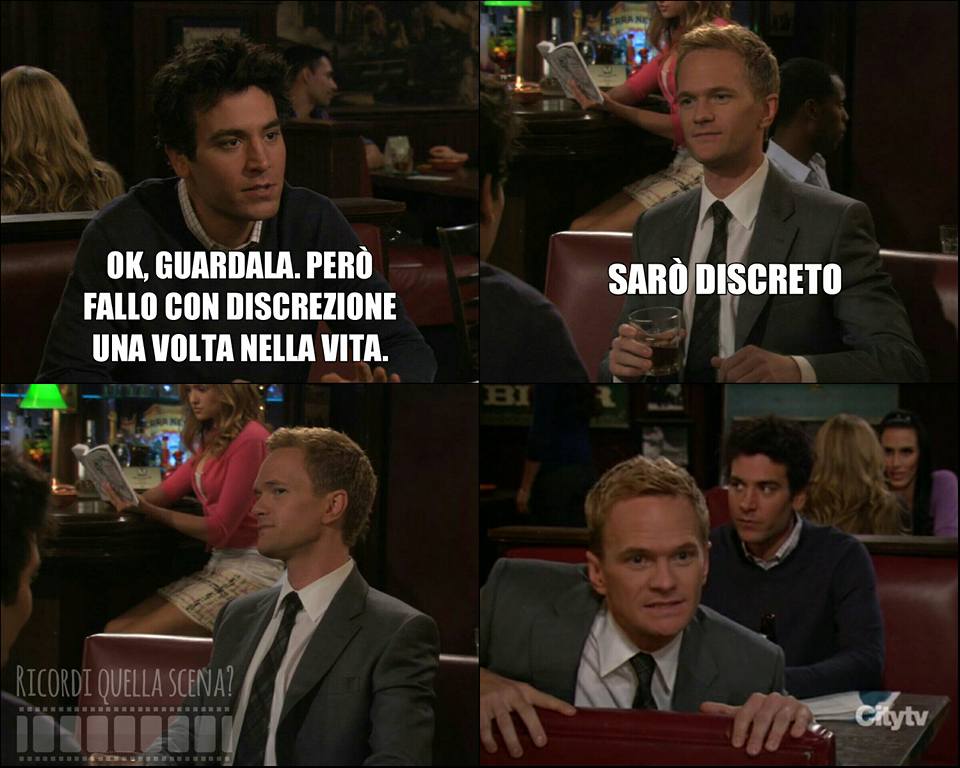 OK, GUARDALA. PERÒ
FALLO CON DISCREZIONE
UNA VOLTA NELLA VITA.
SARÒ DISCRETO
RICORDI QUELLA SCENA?
Citytv